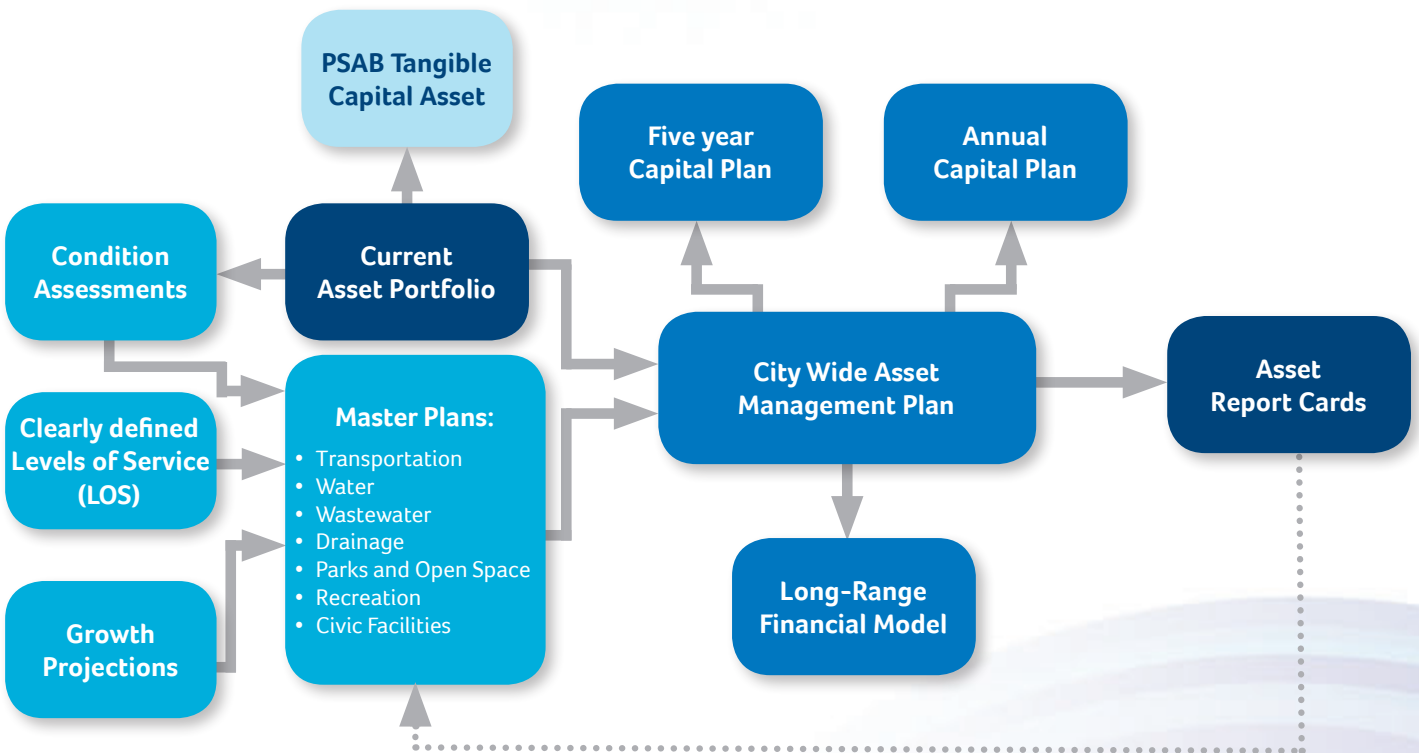 PSAB Tangible
Capital Asset
Five year
Capital Plan
Annual
Capital Plan
Condition
Assessments
Current
Asset Portfolio
City Wide Asset
Management Plan
Asset
Report Cards
Clearly defined
Levels of Service
(LOS)
Master Plans:
• Transportation
• Water
• Wastewater
• Drainage
• Parks and Open Space
• Recreation
• Civic Facilities
Growth
Projections
Long-Range
Financial Model